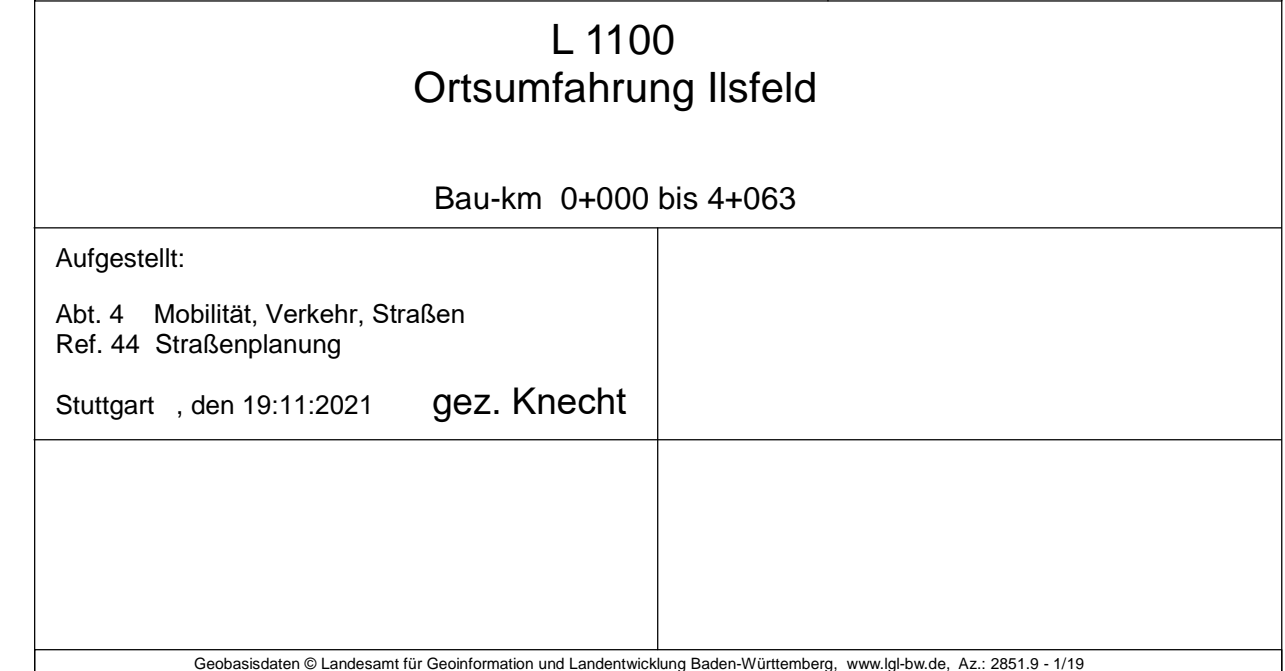 L 1100
Ortsumfahrung Ilsfeld
Bau-km 0+000 bis 4+063
Aufgestellt:
Abt. 4 Mobilität, Verkehr, Straßen
Ref. 44 Straßenplanung
Stuttgart , den 19:11:2021 gez. Knecht
Geobasisdaten © Landesamt für Geoinformation und Landentwicklung Baden-Württemberg, www.lgl-bw.de, Az.: 2851.9 - 1/19